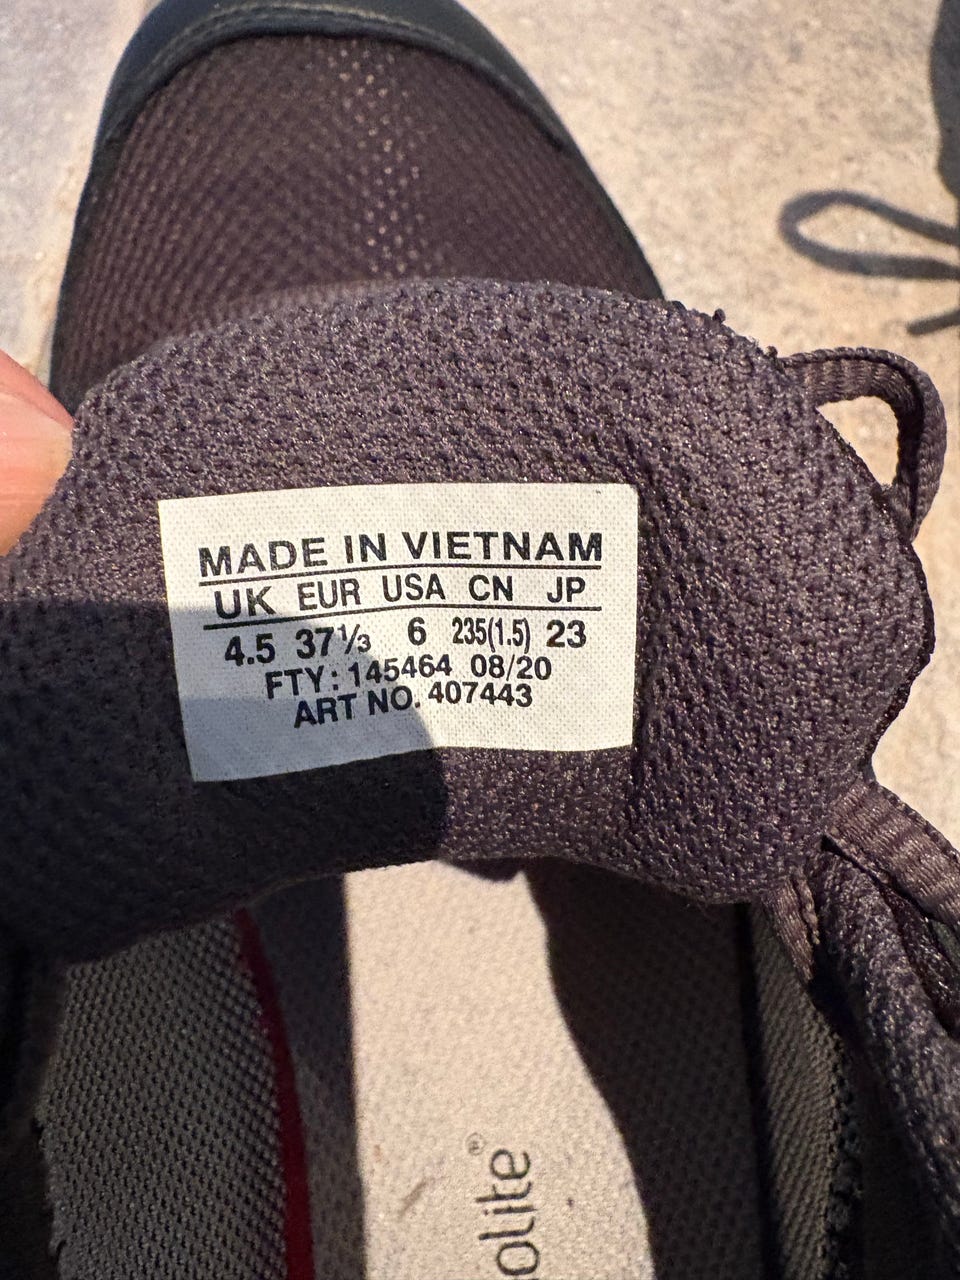 MADE IN VIETNAM
UK EUR USA CN JP
4.5 37⅓ 6 235(1.5) 23
FTY: 145464 08/20
ART NO. 407443
olite®